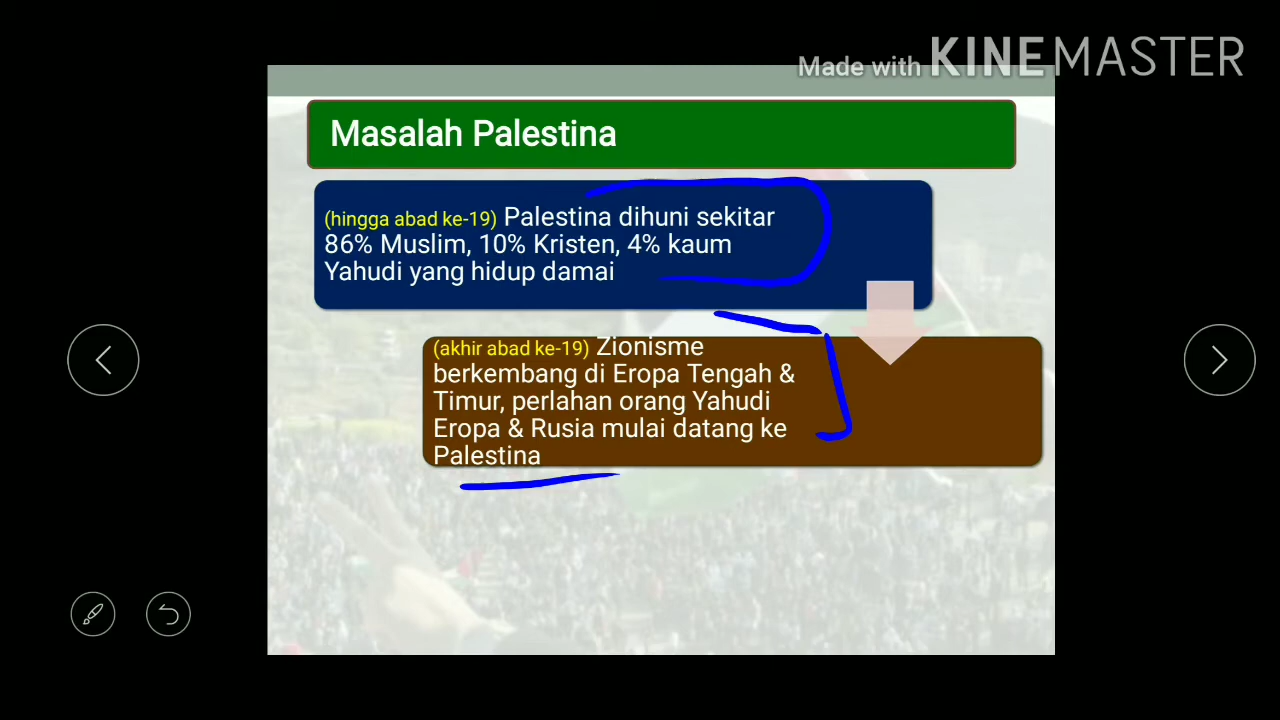 Made with KINEMASTER
Masalah Palestina
(hingga abad ke-19) Palestina dihuni sekitar
86% Muslim, 10% Kristen, 4% kaum
Yahudi yang hidup damai
(akhir abad ke-19) Zionisme
berkembang di Eropa Tengah &
Timur, perlahan orang Yahudi
Eropa & Rusia mulai datang ke
Palestina